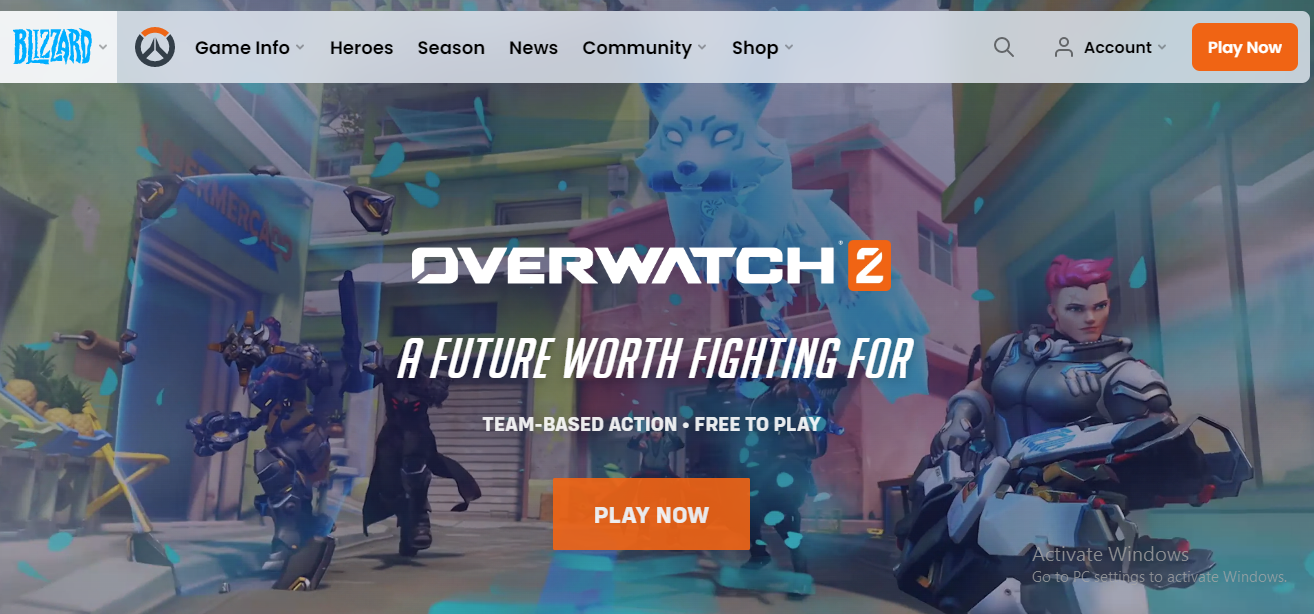 BLIZZARD
Game Info
Heroes
Season
News
Community
Shop
Account
Play Now
SUPERMERCADO
OVERWATCH® 2
A FUTURE WORTH FIGHTING FOR
TEAM-BASED ACTION • FREE TO PLAY
PLAY NOW
Activate Windows
Go to PC settings to activate Windows.